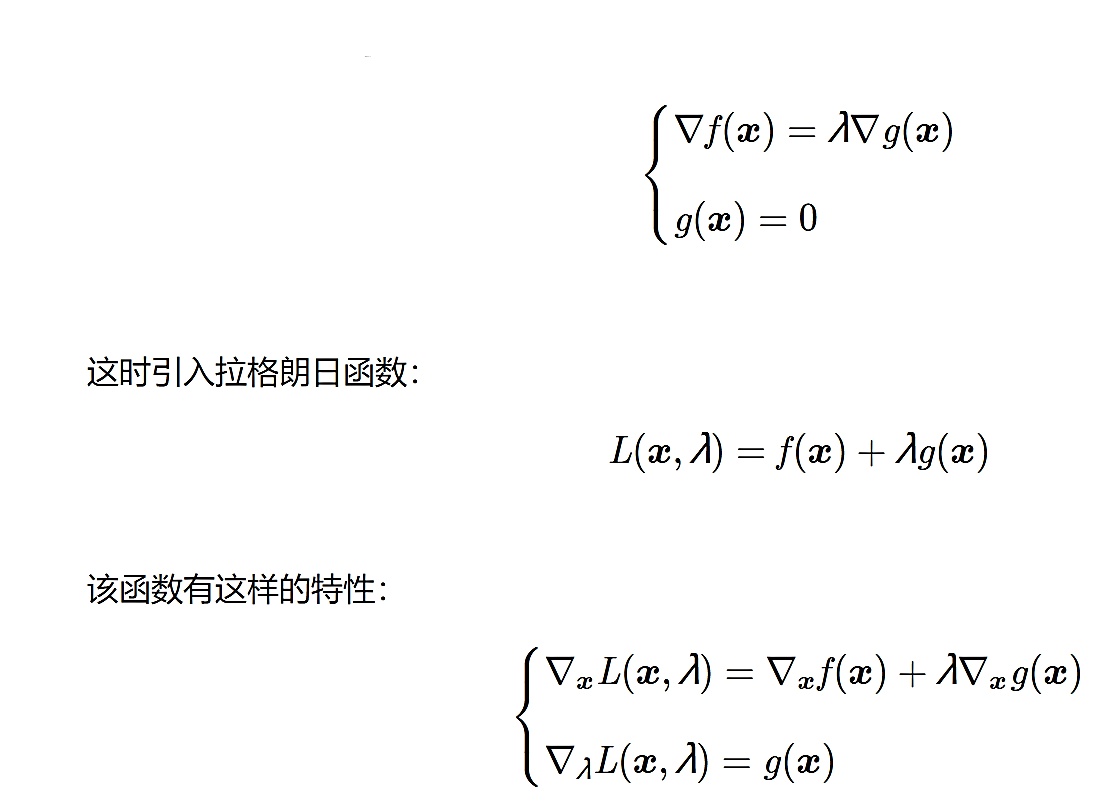 ∇f(𝒙) = λ∇g(𝒙)
g(𝒙) = 0
这时引入拉格朗日函数：
L(𝒙, λ) = f(𝒙) + λg(𝒙)
该函数有这样的特性：
∇𝒙L(𝒙, λ) = ∇𝒙f(𝒙) + λ∇𝒙g(𝒙)
∇λL(𝒙, λ) = g(𝒙)